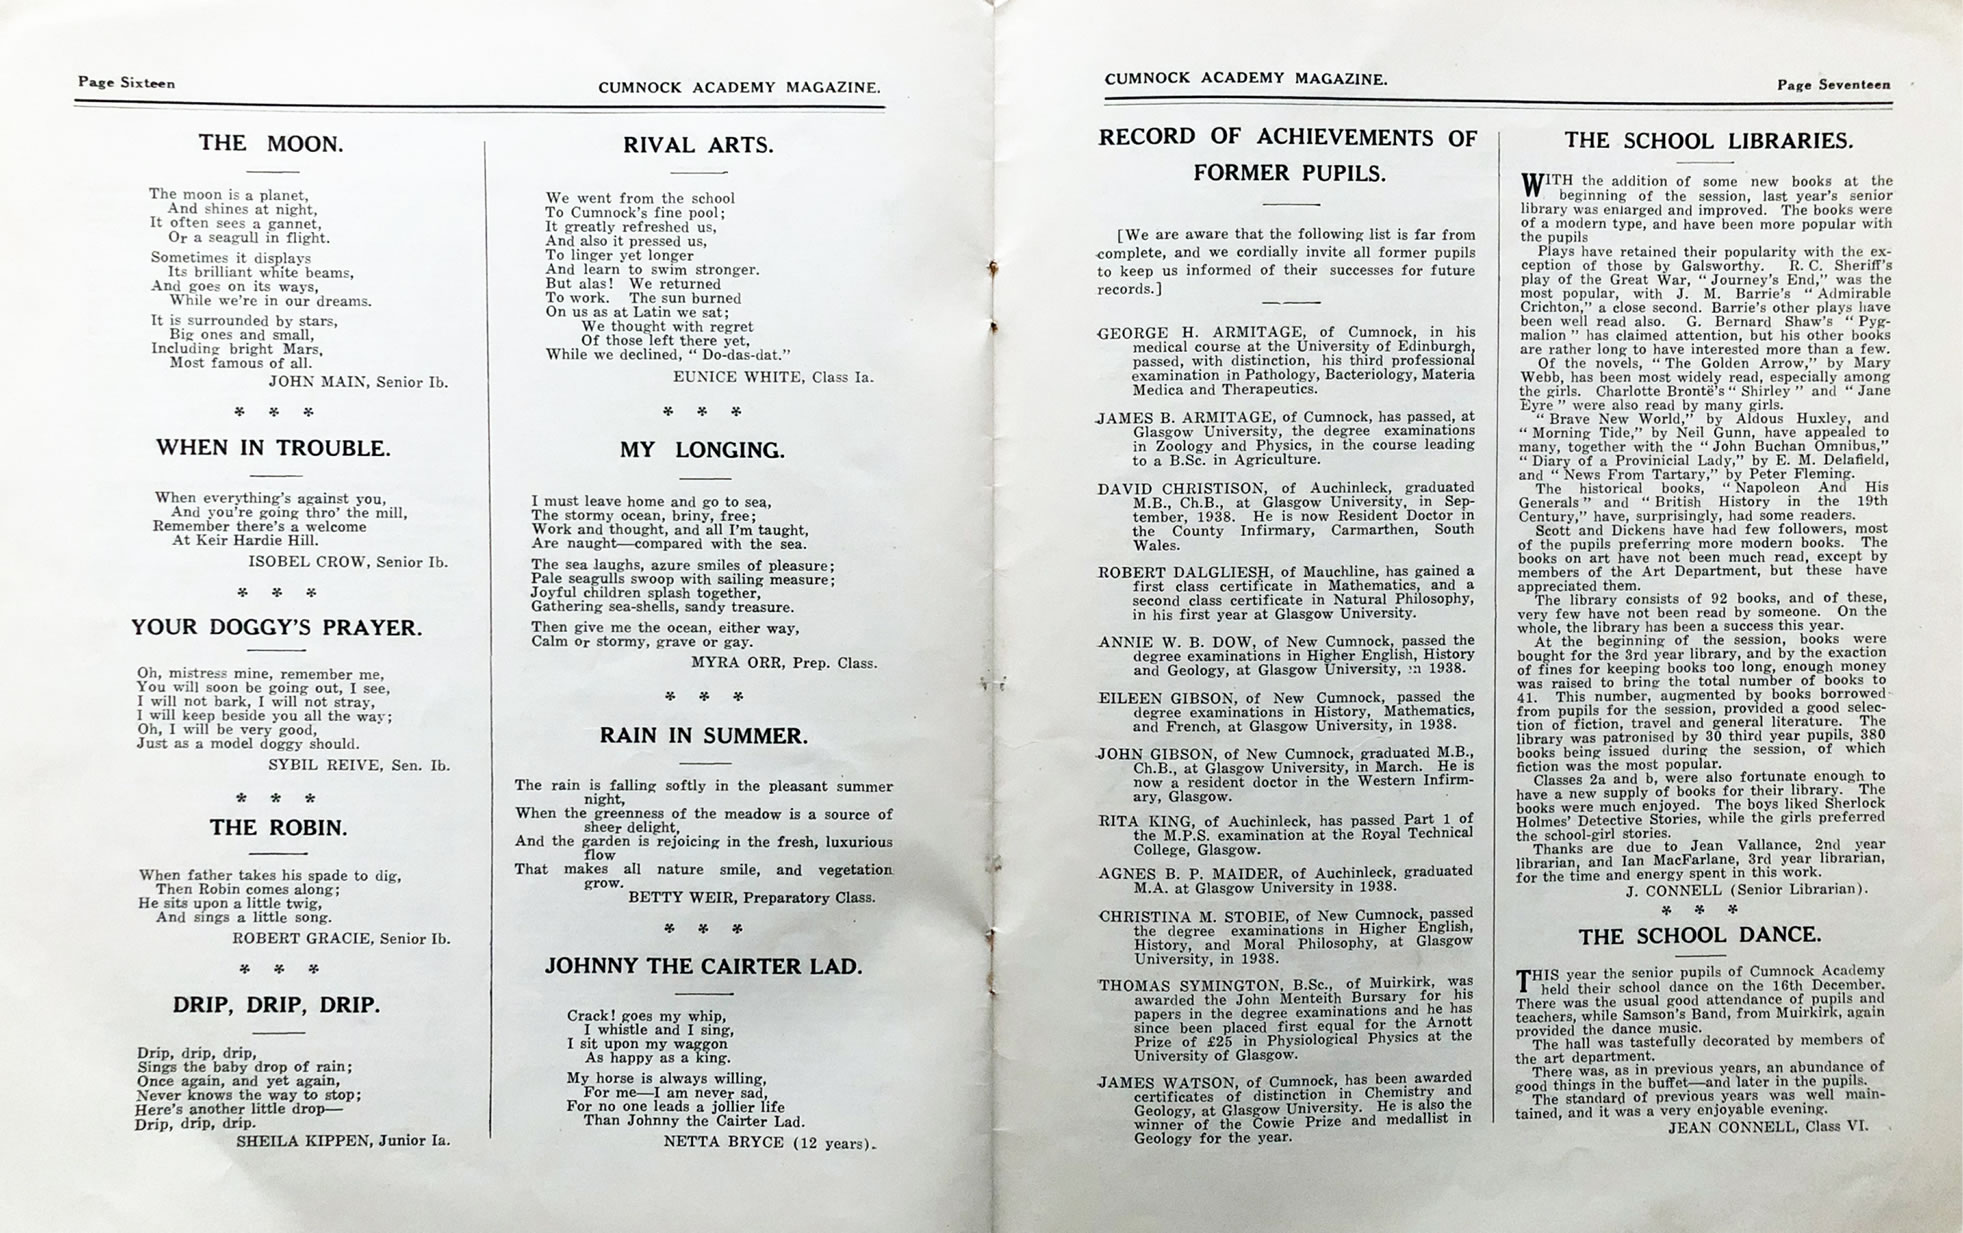 Page Sixteen
CUMNOCK ACADEMY MAGAZINE.
THE MOON.
The moon is a planet,
And shines at night,
It often sees a gannet,
Or a seagull in flight.
Sometimes it displays
Its brilliant white beams,
And goes on its ways,
While we're in our dreams.
It is surrounded by stars,
Big ones and small,
Including bright Mars,
Most famous of all.
JOHN MAIN, Senior Ib.
* * *
WHEN IN TROUBLE.
When everything's against you,
And you're going thro' the mill,
Remember there's a welcome
At Keir Hardie Hill.
ISOBEL CROW, Senior Ib.
* * *
YOUR DOGGY'S PRAYER.
Oh, mistress mine, remember me,
You will soon be going out, I see,
I will not bark, I will not stray,
I will keep beside you all the way;
Oh, I will be very good,
Just as a model doggy should.
SYBIL REIVE, Sen. Ib.
* * *
THE ROBIN.
When father takes his spade to dig,
Then Robin comes along;
He sits upon a little twig,
And sings a little song.
ROBERT GRACIE, Senior Ib.
* * *
DRIP, DRIP, DRIP.
Drip, drip, drip,
Sings the baby drop of rain;
Once again, and yet again,
Never knows the way to stop;
Here's another little drop—
Drip, drip, drip.
SHEILA KIPPEN, Junior Ia.
RIVAL ARTS.
We went from the school
To Cumnock's fine pool;
It greatly refreshed us,
And also it pressed us,
To linger yet longer
And learn to swim stronger.
But alas! We returned
To work. The sun burned
On us as at Latin we sat;
We thought with regret
Of those left there yet,
While we declined, " Do-das-dat."
EUNICE WHITE, Class Ia.
* * *
MY LONGING.
I must leave home and go to sea,
The stormy ocean, briny, free;
Work and thought, and all I'm taught,
Are naught—compared with the sea.
The sea laughs, azure smiles of pleasure;
Pale seagulls swoop with sailing measure;
Joyful children splash together,
Gathering sea-shells, sandy treasure.
Then give me the ocean, either way,
Calm or stormy, grave or gay.
MYRA ORR, Prep. Class.
* * *
RAIN IN SUMMER.
The rain is falling softly in the pleasant summer
night,
When the greenness of the meadow is a source of
sheer delight,
And the garden is rejoicing in the fresh, luxurious
flow
That makes all nature smile, and vegetation
grow.
BETTY WEIR, Preparatory Class.
* * *
JOHNNY THE CAIRTER LAD.
Crack! goes my whip,
I whistle and I sing,
I sit upon my waggon
As happy as a king.
My horse is always willing,
For me—I am never sad,
For no one leads a jollier life
Than Johnny the Cairter Lad.
NETTA BRYCE (12 years).
CUMNOCK ACADEMY MAGAZINE.
Page Seventeen
RECORD OF ACHIEVEMENTS OF
FORMER PUPILS.
[We are aware that the following list is far from
complete, and we cordially invite all former pupils
to keep us informed of their successes for future
records.]
GEORGE H. ARMITAGE, of Cumnock, in his
medical course at the University of Edinburgh,
passed, with distinction, his third professional
examination in Pathology, Bacteriology, Materia
Medica and Therapeutics.
JAMES B. ARMITAGE, of Cumnock, has passed, at
Glasgow University, the degree examinations
in Zoology and Physics, in the course leading
to a B.Sc. in Agriculture.
DAVID CHRISTISON, of Auchinleck, graduated
M.B., Ch.B., at Glasgow University, in Sep-
tember, 1938. He is now Resident Doctor in
the County Infirmary, Carmarthen, South
Wales.
ROBERT DALGLIESH, of Mauchline, has gained a
first class certificate in Mathematics, and a
second class certificate in Natural Philosophy,
in his first year at Glasgow University.
ANNIE W. B. DOW, of New Cumnock, passed the
degree examinations in Higher English, History
and Geology, at Glasgow University, in 1938.
EILEEN GIBSON, of New Cumnock, passed the
degree examinations in History, Mathematics,
and French, at Glasgow University, in 1938.
JOHN GIBSON, of New Cumnock, graduated M.B.,
Ch.B., at Glasgow University, in March. He is
now a resident doctor in the Western Infirm-
ary, Glasgow.
RITA KING, of Auchinleck, has passed Part 1 of
the M.P.S. examination at the Royal Technical
College, Glasgow.
AGNES B. P. MAIDER, of Auchinleck, graduated
M.A. at Glasgow University in 1938.
CHRISTINA M. STOBIE, of New Cumnock, passed
the degree examinations in Higher English,
History, and Moral Philosophy, at Glasgow
University, in 1938.
THOMAS SYMINGTON, B.Sc., of Muirkirk, was
awarded the John Menteith Bursary for his
papers in the degree examinations and he has
since been placed first equal for the Arnott
Prize of £25 in Physiological Physics at the
University of Glasgow.
JAMES WATSON, of Cumnock, has been awarded
certificates of distinction in Chemistry and
Geology, at Glasgow University. He is also the
winner of the Cowie Prize and medallist in
Geology for the year.
THE SCHOOL LIBRARIES.
WITH the addition of some new books at the
beginning of the session, last year's senior
library was enlarged and improved. The books were
of a modern type, and have been more popular with
the pupils
Plays have retained their popularity with the ex-
ception of those by Galsworthy. R. C. Sheriff's
play of the Great War, " Journey's End," was the
most popular, with J. M. Barrie's " Admirable
Crichton," a close second. Barrie's other plays have
been well read also. G. Bernard Shaw's " Pyg-
malion " has claimed attention, but his other books
are rather long to have interested more than a few.
Of the novels, " The Golden Arrow," by Mary
Webb, has been most widely read, especially among
the girls. Charlotte Brontë's " Shirley " and " Jane
Eyre " were also read by many girls.
" Brave New World," by Aldous Huxley, and
" Morning Tide," by Neil Gunn, have appealed to
many, together with the " John Buchan Omnibus,"
" Diary of a Provinicial Lady," by E. M. Delafield,
and " News From Tartary," by Peter Fleming.
The historical books, " Napoleon And His
Generals " and " British History in the 19th
Century," have, surprisingly, had some readers.
Scott and Dickens have had few followers, most
of the pupils preferring more modern books. The
books on art have not been much read, except by
members of the Art Department, but these have
appreciated them.
The library consists of 92 books, and of these,
very few have not been read by someone. On the
whole, the library has been a success this year.
At the beginning of the session, books were
bought for the 3rd year library, and by the exaction
of fines for keeping books too long, enough money
was raised to bring the total number of books to
41. This number, augmented by books borrowed
from pupils for the session, provided a good selec-
tion of fiction, travel and general literature. The
library was patronised by 30 third year pupils, 380
books being issued during the session, of which
fiction was the most popular.
Classes 2a and b, were also fortunate enough to
have a new supply of books for their library. The
books were much enjoyed. The boys liked Sherlock
Holmes' Detective Stories, while the girls preferred
the school-girl stories.
Thanks are due to Jean Vallance, 2nd year
librarian, and Ian MacFarlane, 3rd year librarian,
for the time and energy spent in this work.
J. CONNELL (Senior Librarian).
* * *
THE SCHOOL DANCE.
THIS year the senior pupils of Cumnock Academy
held their school dance on the 16th December.
There was the usual good attendance of pupils and
teachers, while Samson's Band, from Muirkirk, again
provided the dance music.
The hall was tastefully decorated by members of
the art department.
There was, as in previous years, an abundance of
good things in the buffet—and later in the pupils.
The standard of previous years was well main-
tained, and it was a very enjoyable evening.
JEAN CONNELL, Class VI.